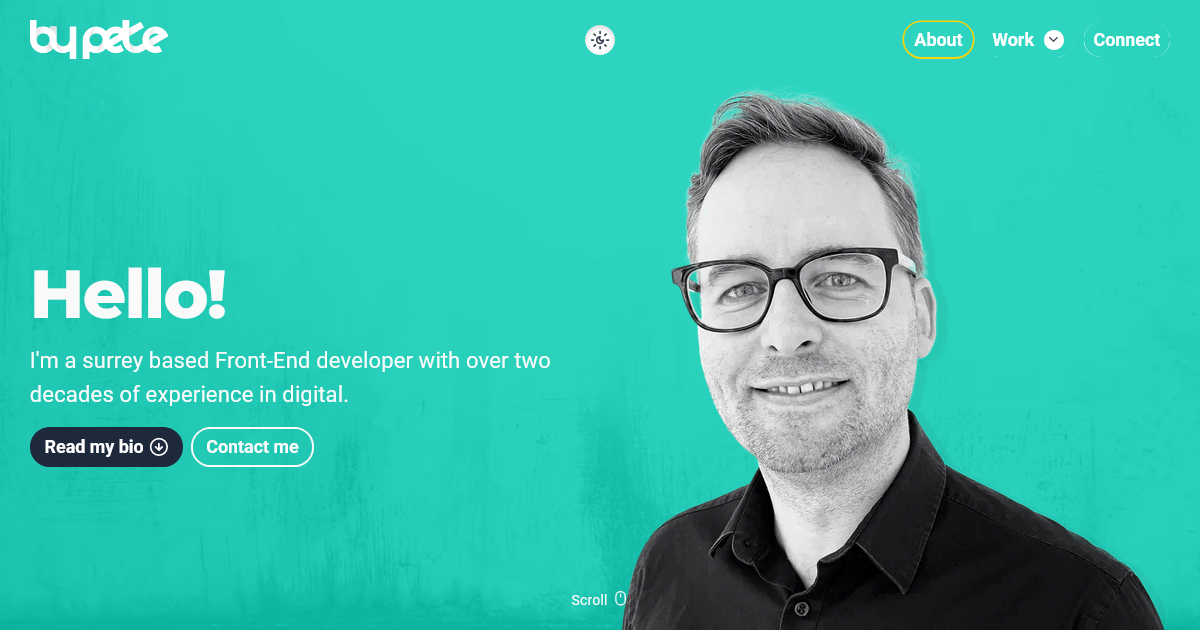 by pete
About
Work
Connect
Hello!
I'm a surrey based Front-End developer with over two
decades of experience in digital.
Read my bio
Contact me
Scroll